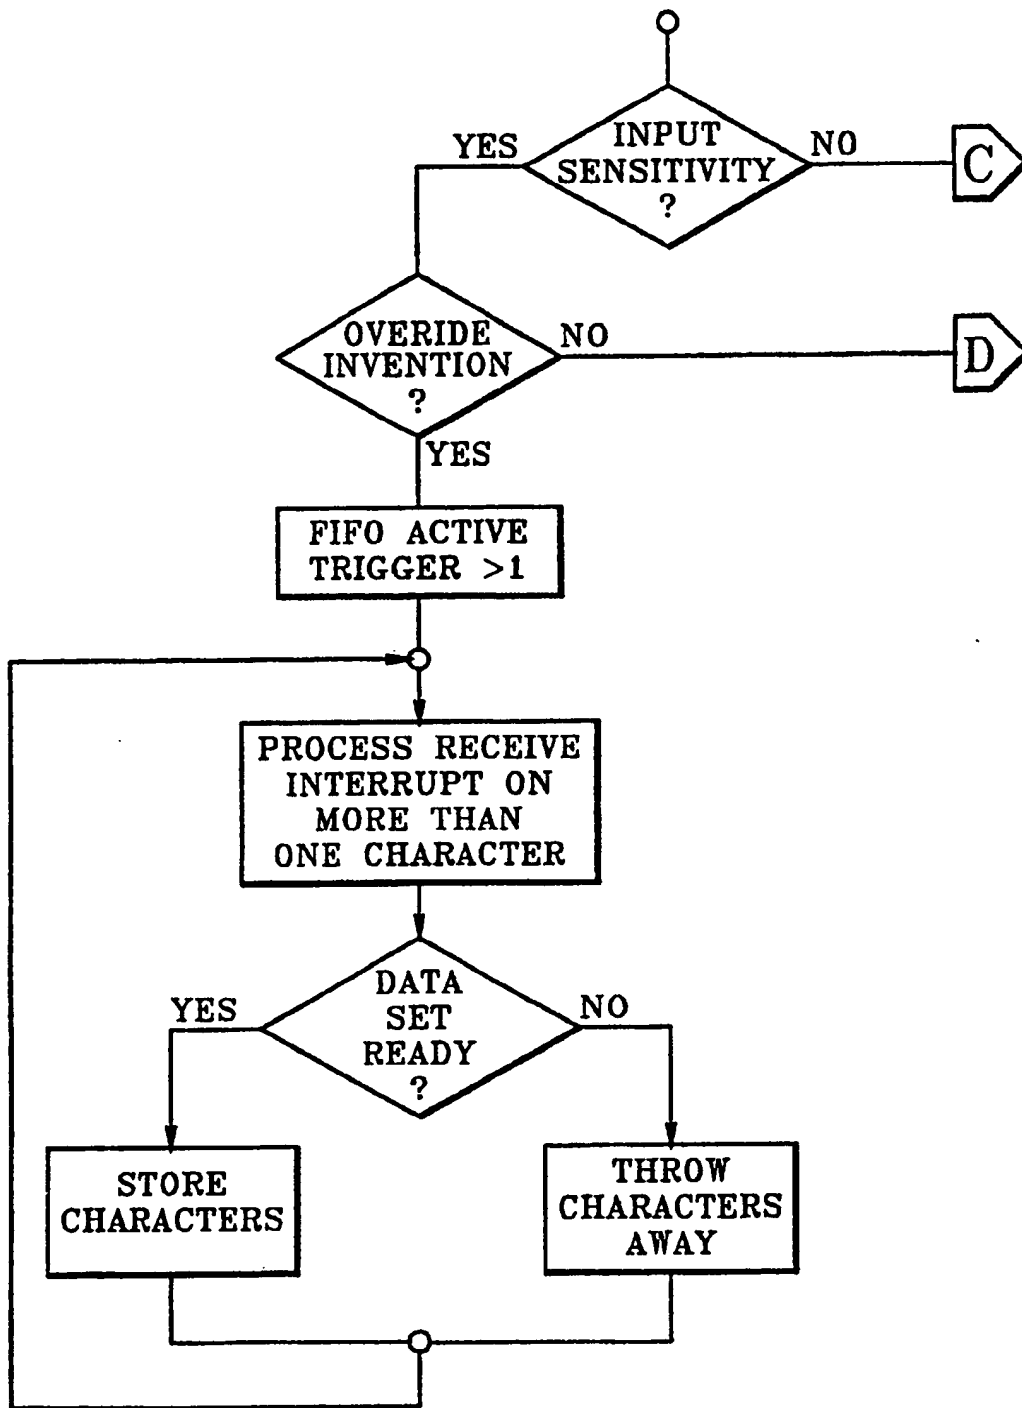 INPUT
SENSITIVITY
?
YES
NO
C
OVERIDE
INVENTION
?
NO
D
YES
FIFO ACTIVE
TRIGGER >1
PROCESS RECEIVE
INTERRUPT ON
MORE THAN
ONE CHARACTER
DATA
SET
READY
?
YES
NO
STORE
CHARACTERS
THROW
CHARACTERS
AWAY